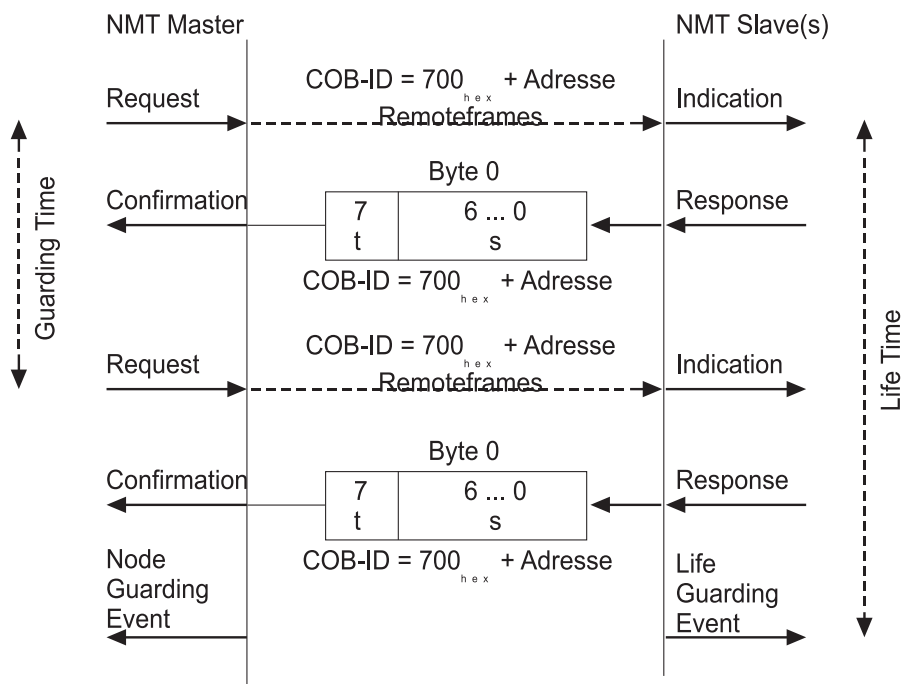 NMT Master
NMT Slave(s)
COB-ID = 700hex + Adresse
Request
Remoteframes
Indication
Byte 0
Confirmation
7
6 ... 0
Response
t
s
COB-ID = 700hex + Adresse
Guarding Time
COB-ID = 700hex + Adresse
Request
Remoteframes
Indication
Life Time
Byte 0
Confirmation
7
6 ... 0
Response
t
s
COB-ID = 700hex + Adresse
Node
Guarding
Event
Life
Guarding
Event